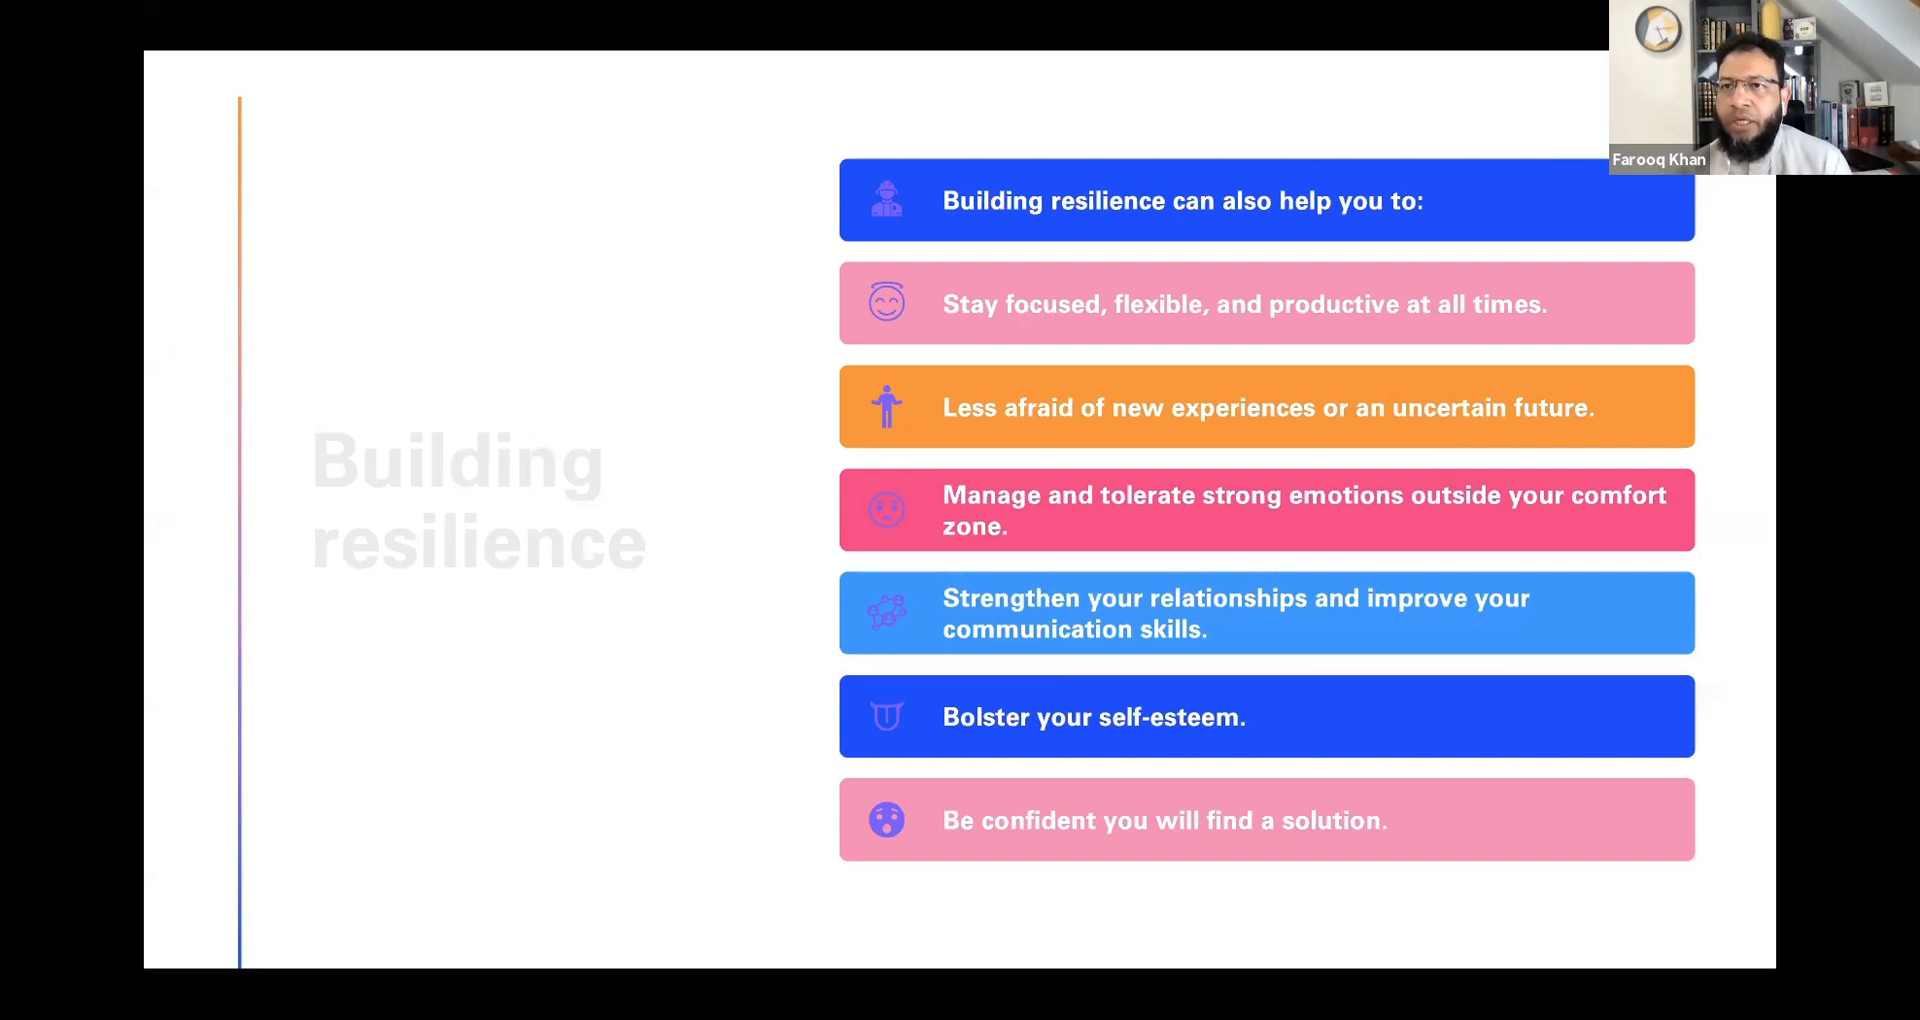 Building
resilience
Building resilience can also help you to:
Stay focused, flexible, and productive at all times.
Less afraid of new experiences or an uncertain future.
Manage and tolerate strong emotions outside your comfort
zone.
Strengthen your relationships and improve your
communication skills.
Bolster your self-esteem.
Be confident you will find a solution.
Farooq Khan